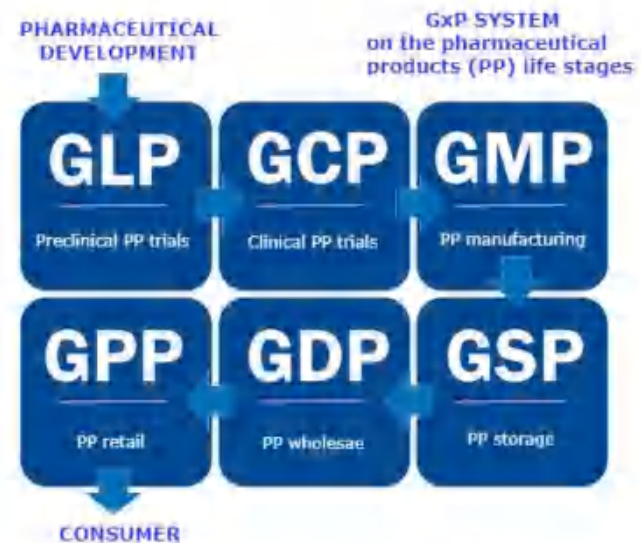 PHARMACEUTICAL
DEVELOPMENT
GxP SYSTEM
on the pharmaceutical
products (PP) life stages
GLP
Preclinical PP trials
GCP
Clinical PP trials
GMP
PP manufacturing
GPP
PP retail
GDP
PP wholesae
GSP
PP storage
CONSUMER